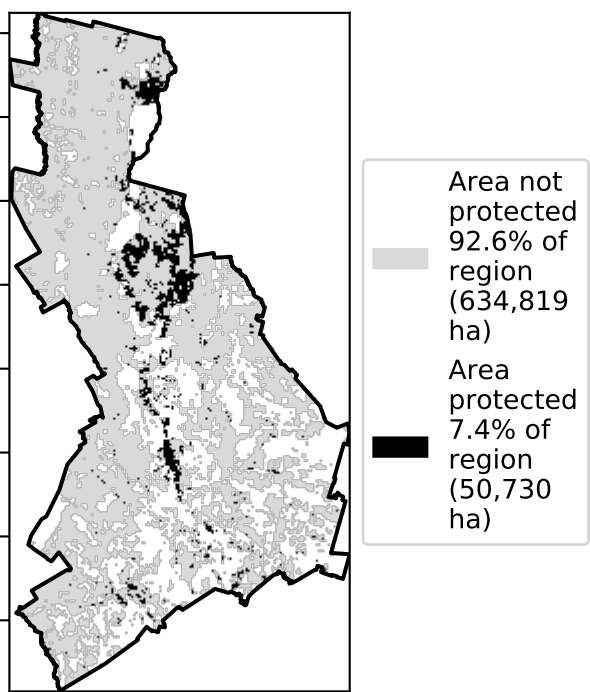 Area not
protected
92.6% of
region
(634,819
ha)
Area
protected
7.4% of
region
(50,730
ha)